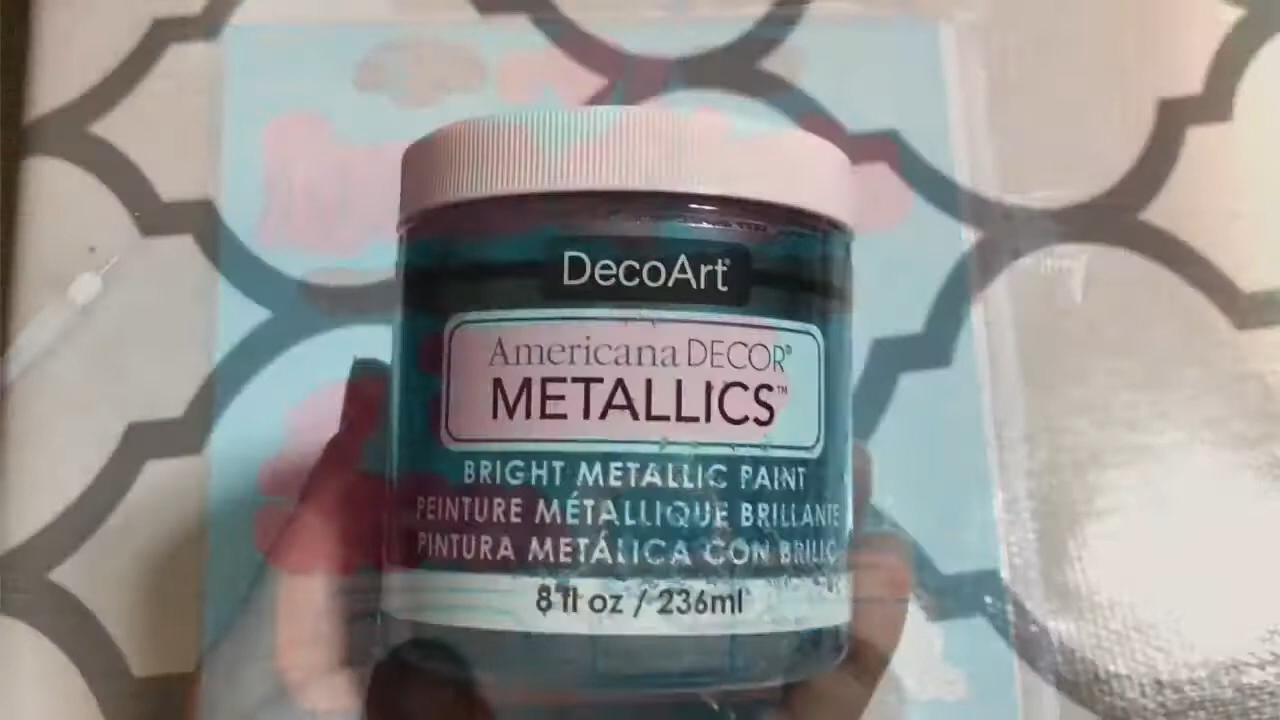 DecoArt®
Americana DECOR®
METALLICS™
BRIGHT METALLIC PAINT
PEINTURE MÉTALLIQUE BRILLANTE
PINTURA METÁLICA CON BRILLO
8 fl oz / 236ml